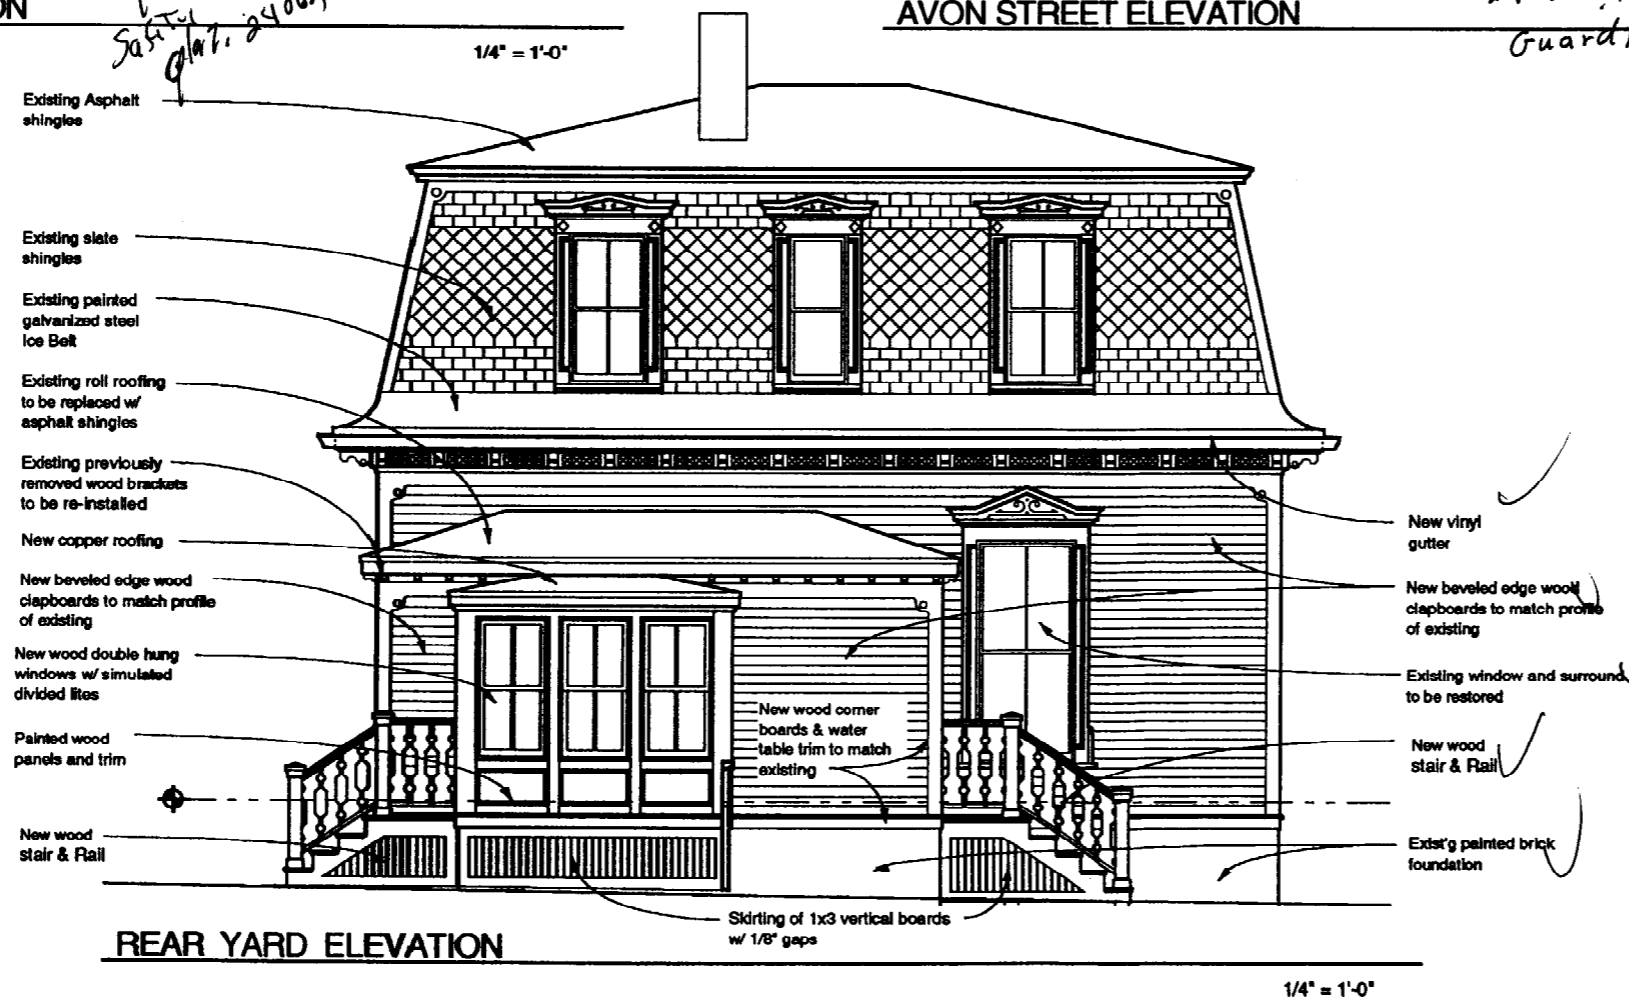 ON
AVON STREET ELEVATION
1/4" = 1'-0"
Guard
Existing Asphalt
shingles
Existing slate
shingles
Existing painted
galvanized steel
Ice Belt
Existing roll roofing
to be replaced w/
asphalt shingles
Existing previously
removed wood brackets
to be re-installed
New copper roofing
New beveled edge wood
clapboards to match profile
of existing
New wood double hung
windows w/ simulated
divided lites
Painted wood
panels and trim
New wood
stair & Rail
New wood corner
boards & water
table trim to match
existing
New vinyl
gutter
New beveled edge wood
clapboards to match profile
of existing
Existing window and surround
to be restored
New wood
stair & Rail
Exist'g painted brick
foundation
Skirting of 1x3 vertical boards
w/ 1/8" gaps
REAR YARD ELEVATION
1/4" = 1'-0"